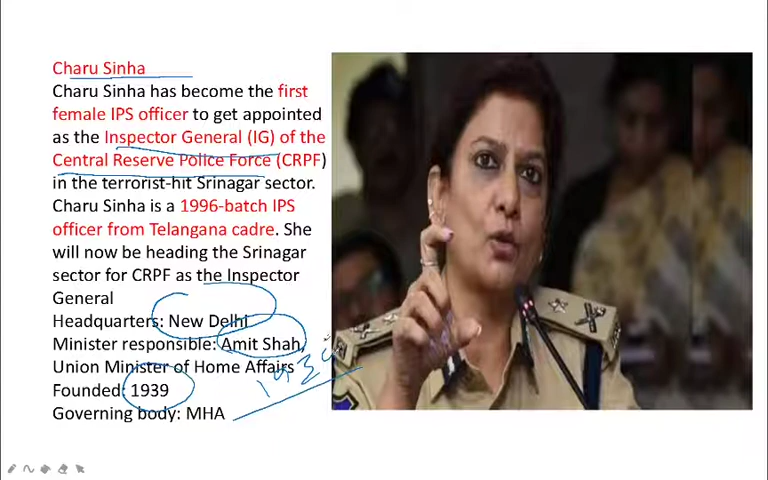 Charu Sinha
Charu Sinha has become the first
female IPS officer to get appointed
as the Inspector General (IG) of the
Central Reserve Police Force (CRPF)
in the terrorist-hit Srinagar sector.
Charu Sinha is a 1996-batch IPS
officer from Telangana cadre. She
will now be heading the Srinagar
sector for CRPF as the Inspector
General
Headquarters: New Delhi
Minister responsible: Amit Shah,
Union Minister of Home Affairs
Founded: 1939
Governing body: MHA